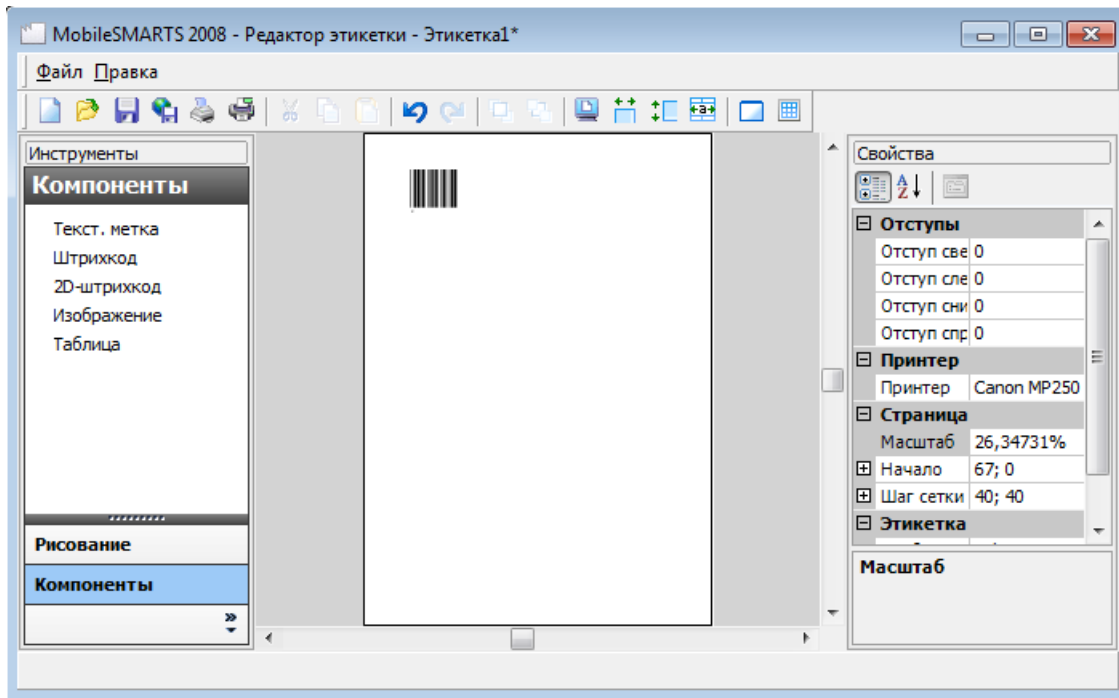 MobileSMARTS 2008 - Редактор этикетки - Этикетка1*
Файл Правка
Инструменты
Компоненты
Текст. метка
Штрихкод
2D-штрихкод
Изображение
Таблица
Рисование
Компоненты
Свойства
Отступы
Отступ све 0
Отступ сле 0
Отступ сни 0
Отступ спр 0
Принтер
Принтер Canon MP250
Страница
Масштаб 26,34731%
Начало 67; 0
Шаг сетки 40; 40
Этикетка
Масштаб